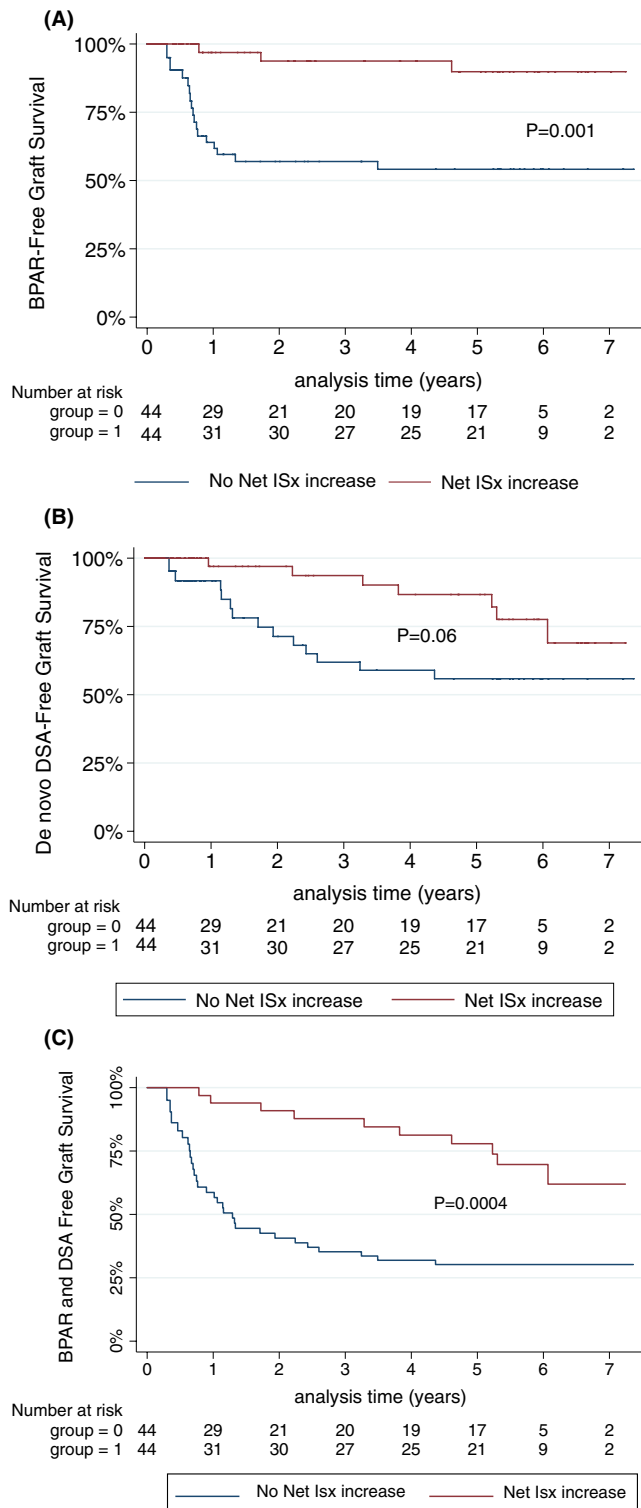 (A)
BPAR-Free Graft Survival
100%
75%
50%
25%
0%
P=0.001
0 1 2 3 4 5 6 7
analysis time (years)
Number at risk
group = 0 44 29 21 20 19 17 5 2
group = 1 44 31 30 27 25 21 9 2
No Net ISx increase Net ISx increase
(B)
De novo DSA-Free Graft Survival
100%
75%
50%
25%
0%
P=0.06
0 1 2 3 4 5 6 7
analysis time (years)
Number at risk
group = 0 44 29 21 20 19 17 5 2
group = 1 44 31 30 27 25 21 9 2
No Net ISx increase Net ISx increase
(C)
BPAR and DSA Free Graft Survival
100%
75%
50%
25%
0%
P=0.0004
0 1 2 3 4 5 6 7
analysis time (years)
Number at risk
group = 0 44 29 21 20 19 17 5 2
group = 1 44 31 30 27 25 21 9 2
No Net Isx increase Net Isx increase